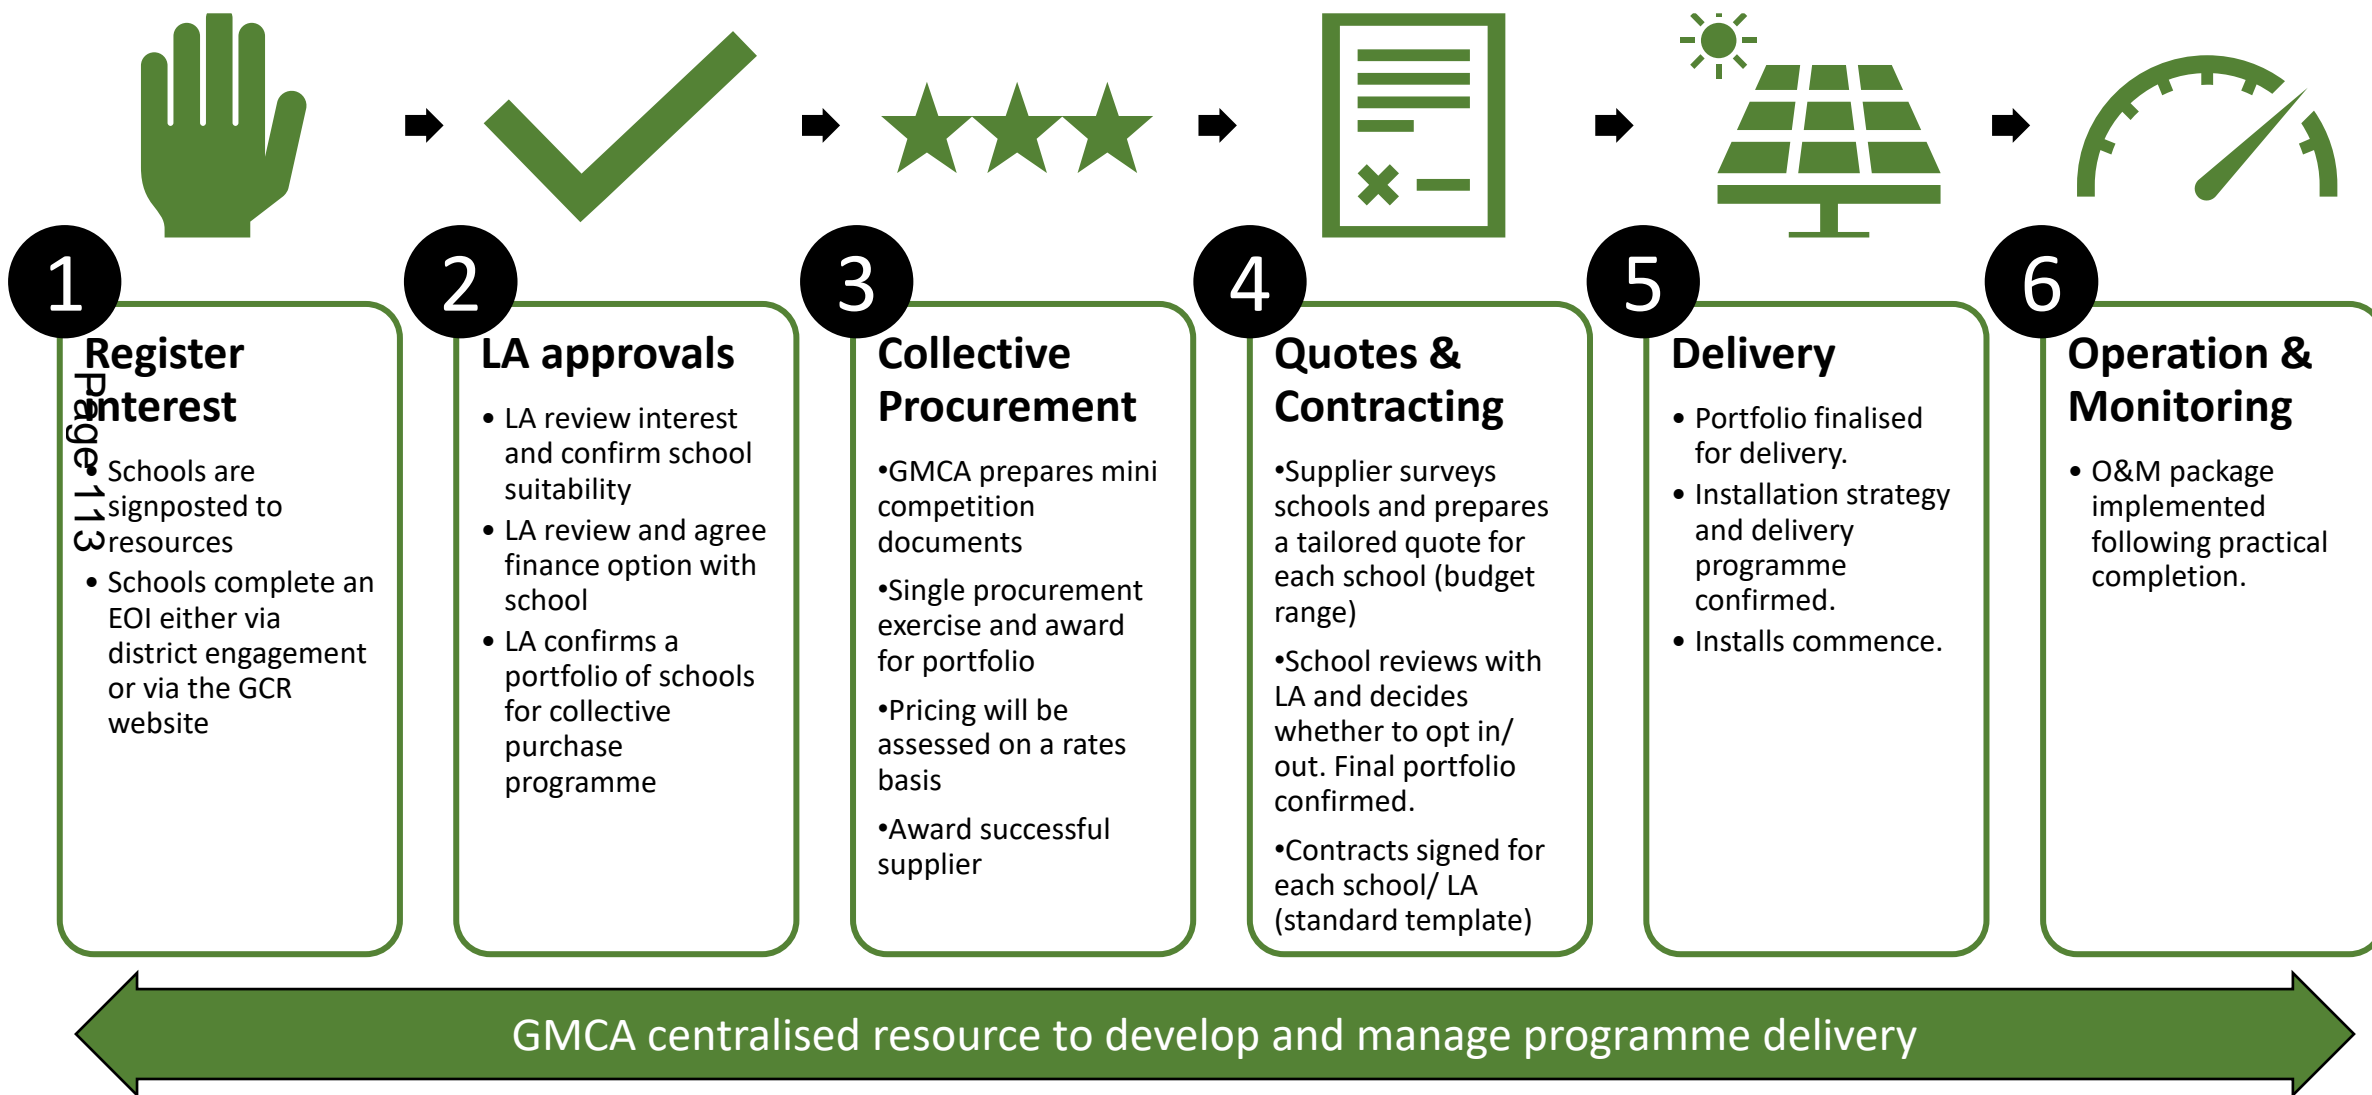 1
Register
interest
• Schools are
signposted to
resources
• Schools complete an
EOI either via
district engagement
or via the GCR
website
Page 113
2
LA approvals
• LA review interest
and confirm school
suitability
• LA review and agree
finance option with
school
• LA confirms a
portfolio of schools
for collective
purchase
programme
3
Collective
Procurement
•GMCA prepares mini
competition
documents
•Single procurement
exercise and award
for portfolio
•Pricing will be
assessed on a rates
basis
•Award successful
supplier
4
Quotes &
Contracting
•Supplier surveys
schools and prepares
a tailored quote for
each school (budget
range)
•School reviews with
LA and decides
whether to opt in/
out. Final portfolio
confirmed.
•Contracts signed for
each school/ LA
(standard template)
5
Delivery
• Portfolio finalised
for delivery.
• Installation strategy
and delivery
programme
confirmed.
• Installs commence.
6
Operation &
Monitoring
• O&M package
implemented
following practical
completion.
GMCA centralised resource to develop and manage programme delivery